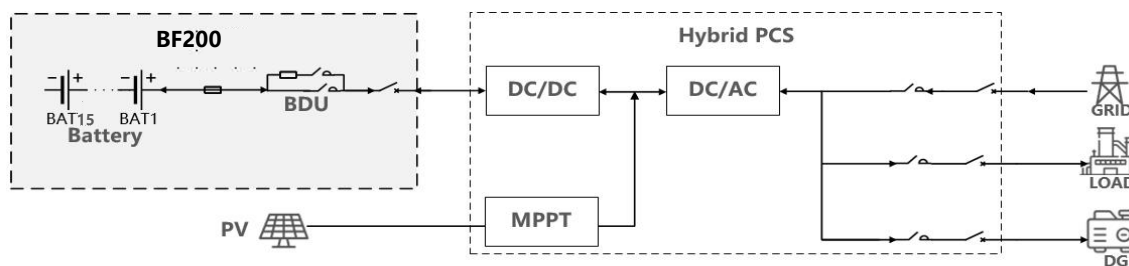 BF200
Hybrid PCS
− + − +
BAT15 BAT1
Battery
BDU
DC/DC
DC/AC
GRID
LOAD
PV
MPPT
DG